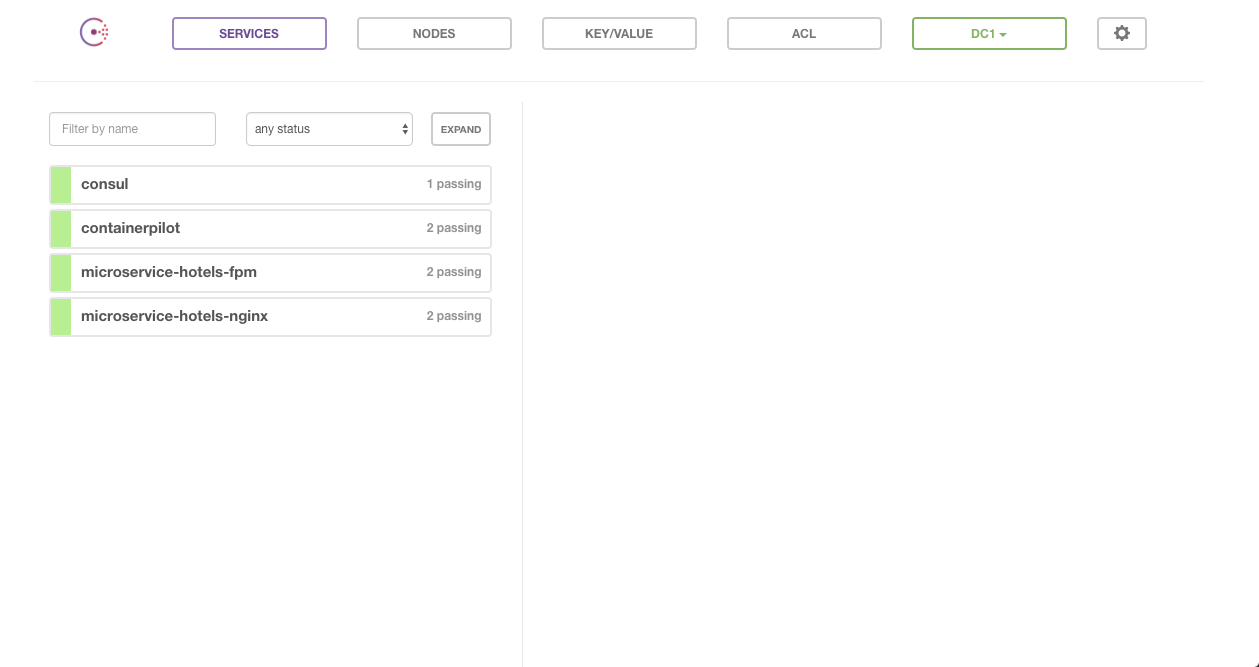 SERVICES NODES KEY/VALUE ACL DC1
Filter by name any status EXPAND
consul 1 passing
containerpilot 2 passing
microservice-hotels-fpm 2 passing
microservice-hotels-nginx 2 passing